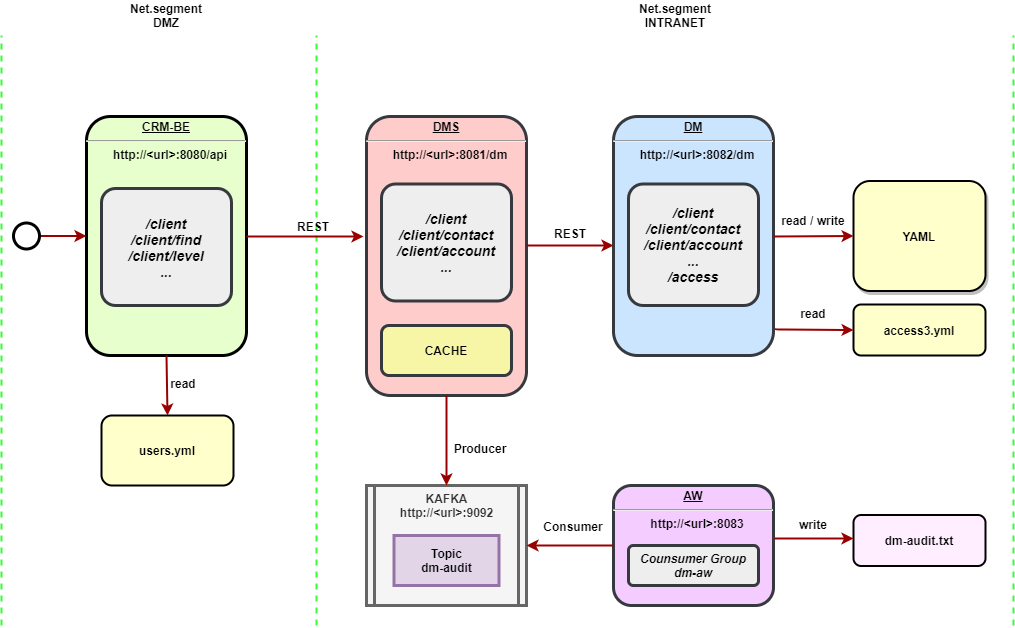 Net.segment
DMZ
Net.segment
INTRANET
CRM-BE
http://<url>:8080/api
/client
/client/find
/client/level
...
REST
DMS
http://<url>:8081/dm
/client
/client/contact
/client/account
...
CACHE
REST
DM
http://<url>:8082/dm
/client
/client/contact
/client/account
...
/access
read / write
YAML
read
access3.yml
read
users.yml
Producer
KAFKA
http://<url>:9092
Topic
dm-audit
Consumer
AW
http://<url>:8083
Counsumer Group
dm-aw
write
dm-audit.txt